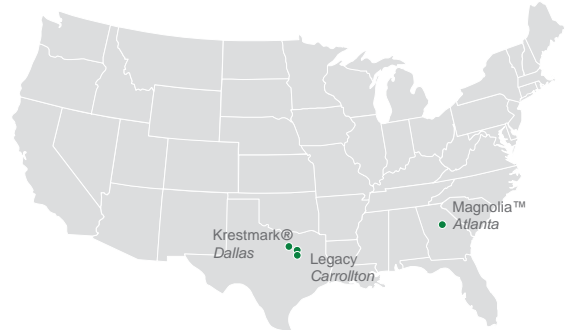 Magnolia™
Atlanta
Krestmark®
Dallas
Legacy
Carrollton